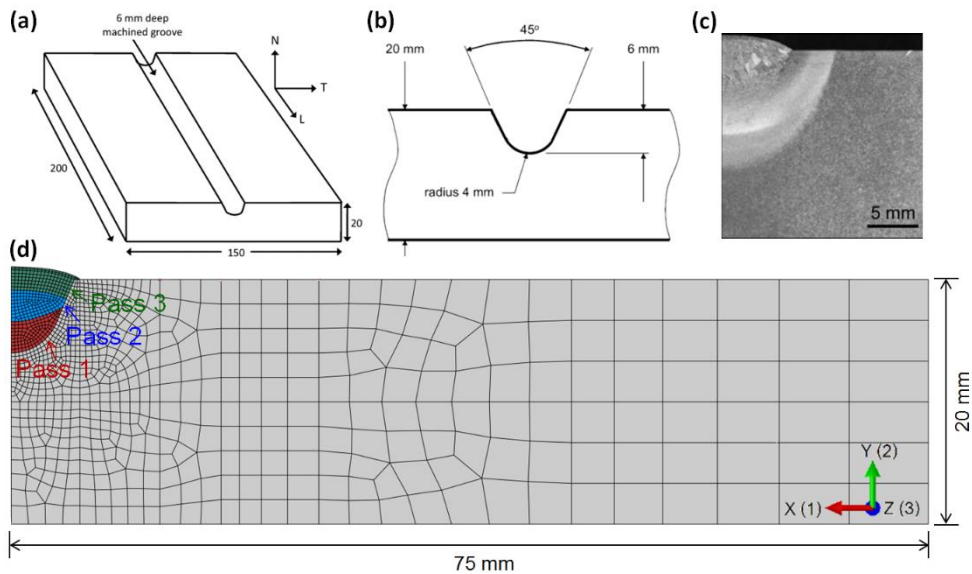 (a)
6 mm deep
machined groove
N
T
L
200
150
20
(b)
20 mm
45°
6 mm
radius 4 mm
(c)
5 mm
(d)
Pass 3
Pass 2
Pass 1
Y (2)
X (1)
Z (3)
20 mm
75 mm